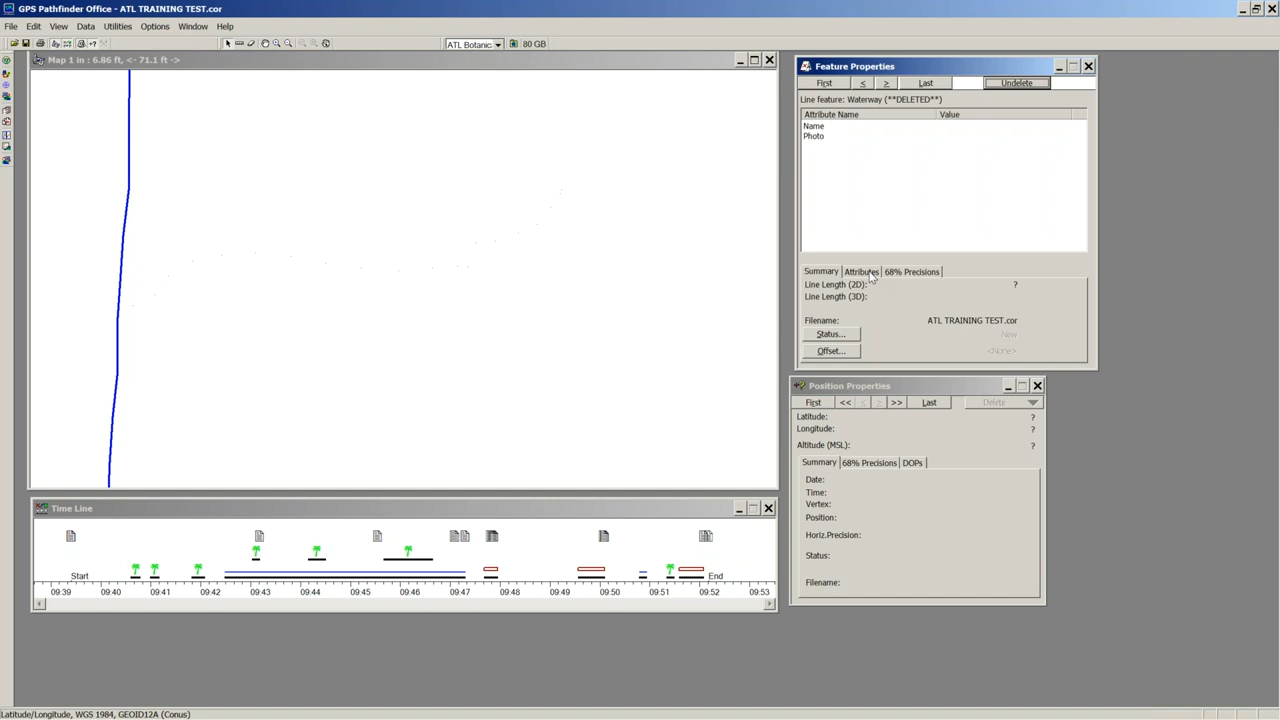 GPS Pathfinder Office - ATL TRAINING TEST.cor
File Edit View Data Utilities Options Window Help
ATL Botanic 80 GB
Map 1 in : 6.86 ft, <- 71.1 ft ->
Feature Properties
First < > Last Undelete
Line feature: Waterway (**DELETED**)
Attribute Name Value
Name
Photo
Summary Attributes 68% Precisions
Line Length (2D): ?
Line Length (3D):
Filename: ATL TRAINING TEST.cor
Status... New
Offset... <None>
Position Properties
First << < > >> Last Delete
Latitude: ?
Longitude: ?
Altitude (MSL): ?
Summary 68% Precisions DOPs
Date:
Time:
Vertex:
Position:
Horiz.Precision:
Status:
Filename:
Time Line
Start End
09:39 09:40 09:41 09:42 09:43 09:44 09:45 09:46 09:47 09:48 09:49 09:50 09:51 09:52 09:53
Latitude/Longitude, WGS 1984, GEOID12A (Conus)